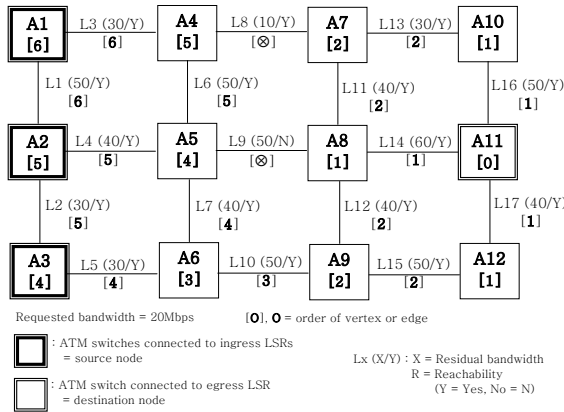 A1 L3 (30/Y) A4 L8 (10/Y) A7 L13 (30/Y) A10
[6] [6] [5] [⊗] [2] [2] [1]
L1 (50/Y) L6 (50/Y) L11 (40/Y) L16 (50/Y)
[6] [5] [2] [1]
A2 L4 (40/Y) A5 L9 (50/N) A8 L14 (60/Y) A11
[5] [5] [4] [⊗] [1] [1] [0]
L2 (30/Y) L7 (40/Y) L12 (40/Y) L17 (40/Y)
[5] [4] [2] [1]
A3 L5 (30/Y) A6 L10 (50/Y) A9 L15 (50/Y) A12
[4] [4] [3] [3] [2] [2] [1]
Requested bandwidth = 20Mbps [0], 0 = order of vertex or edge
: ATM switches connected to ingress LSRs
= source node
: ATM switch connected to egress LSR
= destination node
Lx (X/Y) : X = Residual bandwidth
R = Reachability
(Y = Yes, No = N)